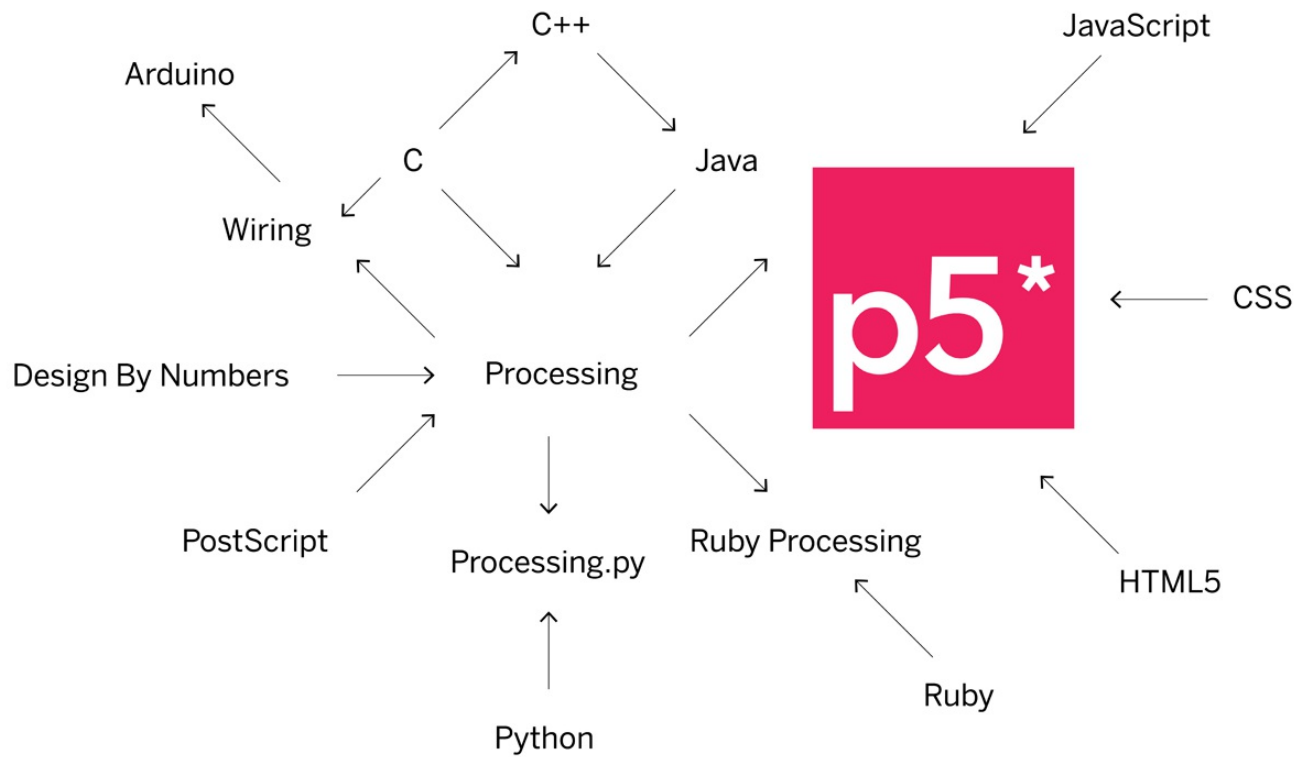 C++
JavaScript
Arduino
C
Java
Wiring
p5*
CSS
Design By Numbers
Processing
PostScript
Processing.py
Ruby Processing
HTML5
Ruby
Python